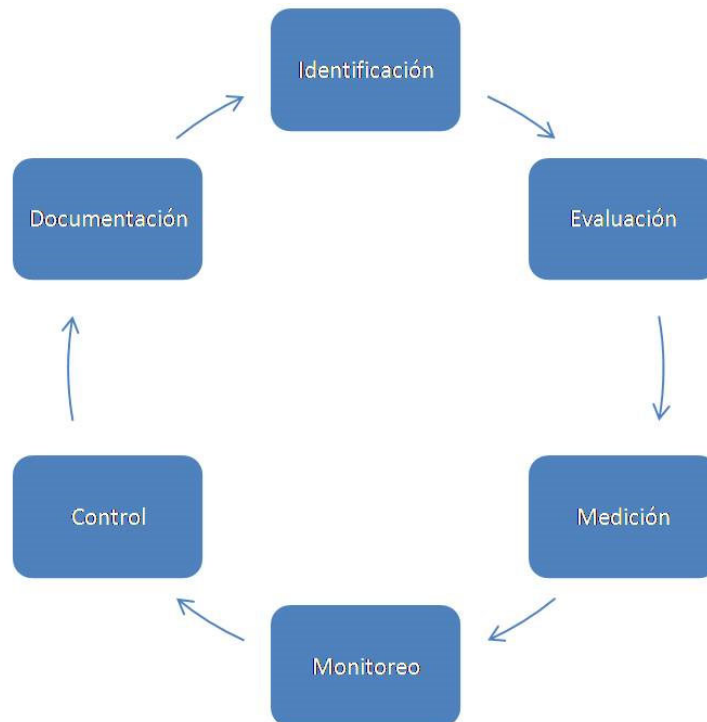 Identificación
Evaluación
Medición
Monitoreo
Control
Documentación